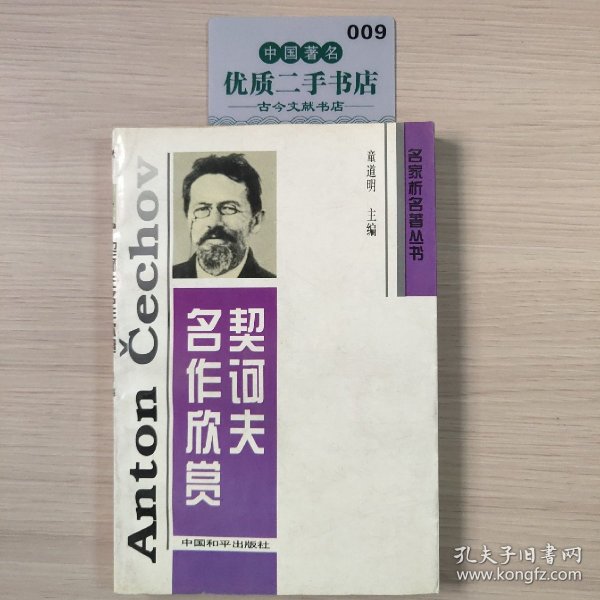 009
中国著名
优质二手书店
古今文献书店
Anton Čechov
童道明 主编
名家析名著丛书
契诃夫
名作欣赏
中国和平出版社
孔夫子旧书网
www.kongfz.com